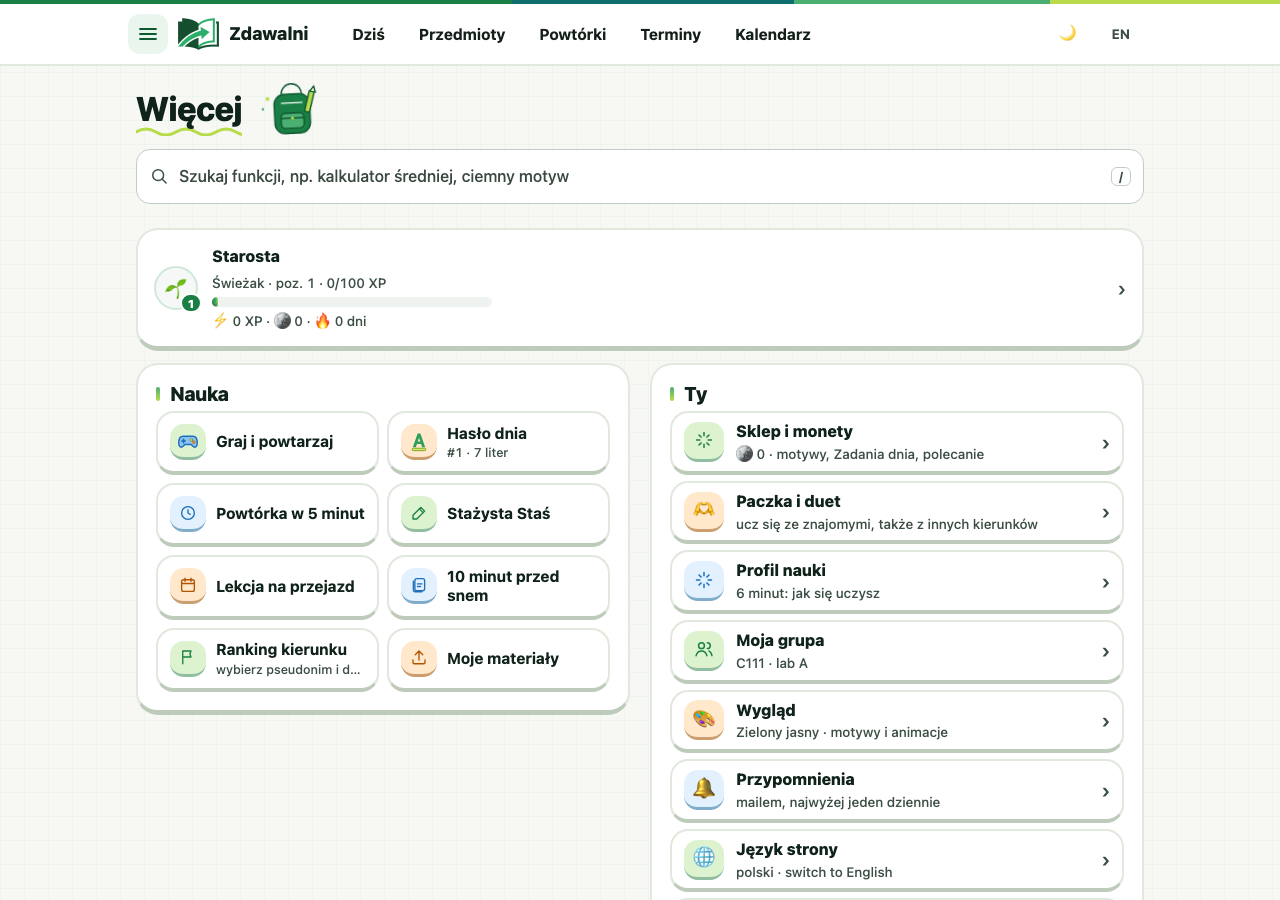 Zdawalni
Dziś
Przedmioty
Powtórki
Terminy
Kalendarz
EN
Więcej
Szukaj funkcji, np. kalkulator średniej, ciemny motyw
/
Starosta
Świeżak · poz. 1 · 0/100 XP
1
0 XP · 0 · 0 dni
Nauka
Graj i powtarzaj
Hasło dnia
#1 · 7 liter
Powtórka w 5 minut
Stażysta Staś
Lekcja na przejazd
10 minut przed
snem
Ranking kierunku
wybierz pseudonim i d...
Moje materiały
Ty
Sklep i monety
0 · motywy, Zadania dnia, polecanie
Paczka i duet
ucz się ze znajomymi, także z innych kierunków
Profil nauki
6 minut: jak się uczysz
Moja grupa
C111 · lab A
Wygląd
Zielony jasny · motywy i animacje
Przypomnienia
mailem, najwyżej jeden dziennie
Język strony
polski · switch to English